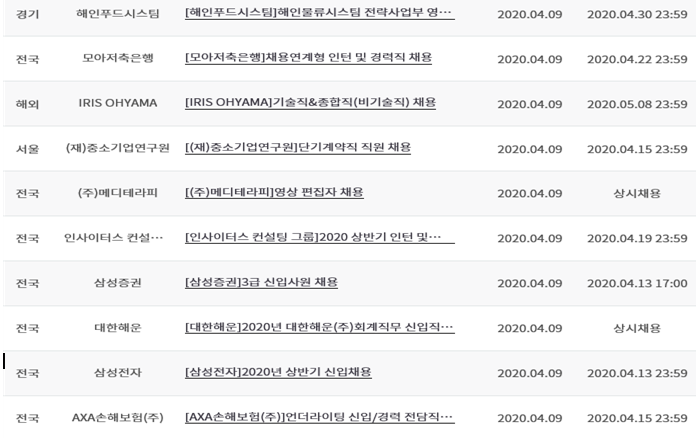 경기 해인푸드시스팀 [해인푸드시스팀]해인물류시스팀 전략사업부 영··· 2020.04.09 2020.04.30 23:59
전국 모아저축은행 [모아저축은행]채용연계형 인턴 및 경력직 채용 2020.04.09 2020.04.22 23:59
해외 IRIS OHYAMA [IRIS OHYAMA]기술직&종합직(비기술직) 채용 2020.04.09 2020.05.08 23:59
서울 (재)중소기업연구원 [(재)중소기업연구원]단기계약직 직원 채용 2020.04.09 2020.04.15 23:59
전국 (주)메디테라피 [(주)메디테라피]영상 편집자 채용 2020.04.09 상시채용
전국 인사이터스 컨설··· [인사이터스 컨설팅 그룹]2020 상반기 인턴 및··· 2020.04.09 2020.04.19 23:59
전국 삼성증권 [삼성증권]3급 신입사원 채용 2020.04.09 2020.04.13 17:00
전국 대한해운 [대한해운]2020년 대한해운(주)회계직무 신입직··· 2020.04.09 상시채용
전국 삼성전자 [삼성전자]2020년 상반기 신입채용 2020.04.09 2020.04.13 23:59
전국 AXA손해보험(주) [AXA손해보험(주)]언더라이팅 신입/경력 전담직··· 2020.04.09 2020.04.15 23:59